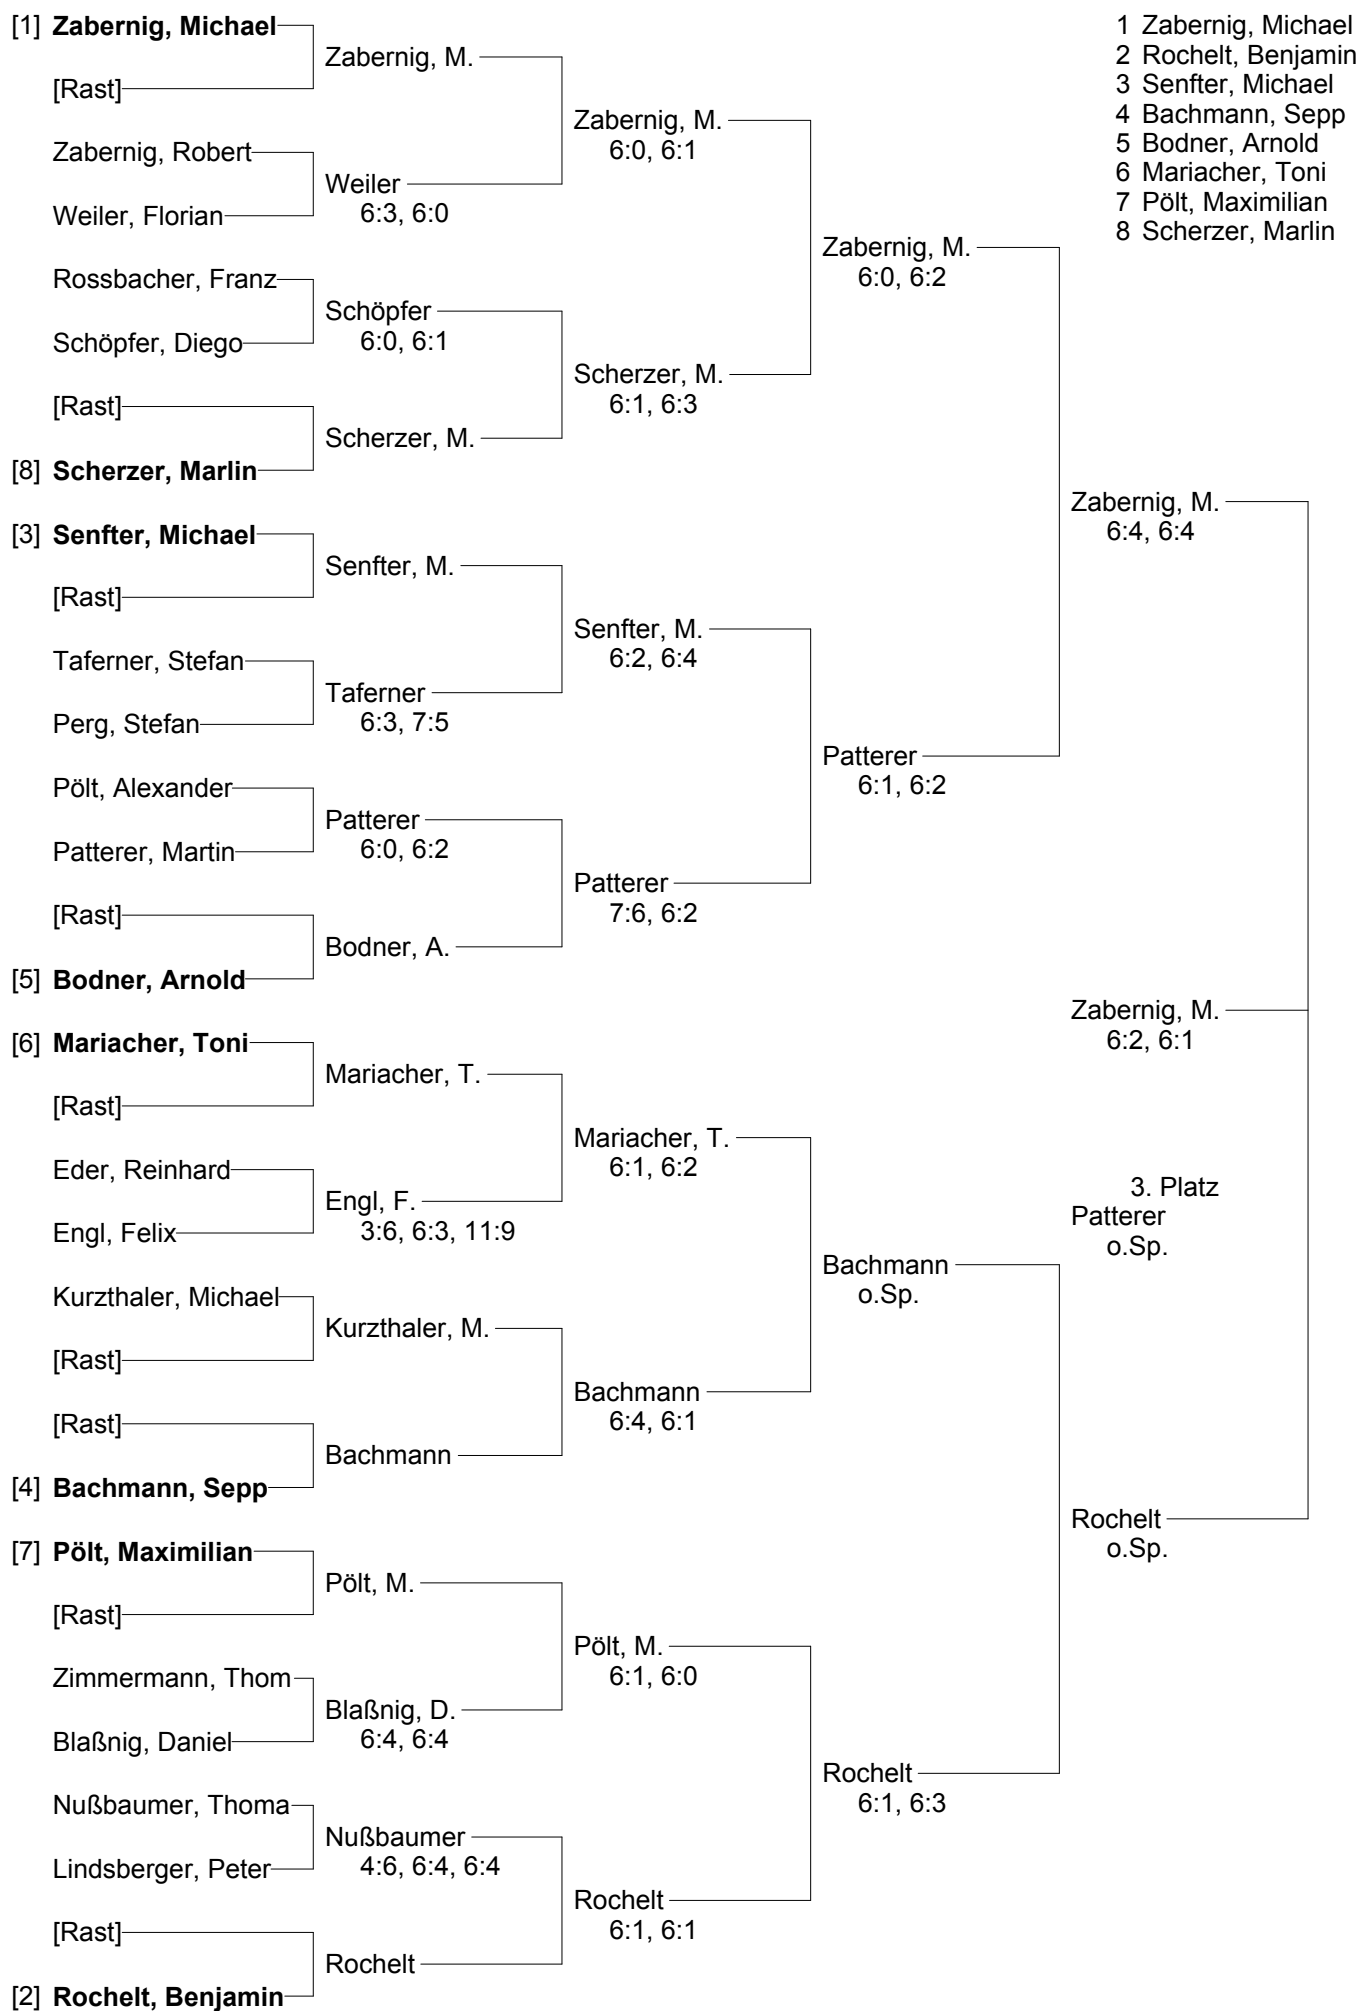 [1] Zabernig, Michael
[Rast]
Zabernig, Robert
Weiler, Florian
Rossbacher, Franz
Schöpfer, Diego
[Rast]
[8] Scherzer, Marlin
[3] Senfter, Michael
[Rast]
Taferner, Stefan
Perg, Stefan
Pölt, Alexander
Patterer, Martin
[Rast]
[5] Bodner, Arnold
[6] Mariacher, Toni
[Rast]
Eder, Reinhard
Engl, Felix
Kurzthaler, Michael
[Rast]
[Rast]
[4] Bachmann, Sepp
[7] Pölt, Maximilian
[Rast]
Zimmermann, Thom
Blaßnig, Daniel
Nußbaumer, Thoma
Lindsberger, Peter
[Rast]
[2] Rochelt, Benjamin
Zabernig, M.
Weiler
6:3, 6:0
Schöpfer
6:0, 6:1
Scherzer, M.
Senfter, M.
Taferner
6:3, 7:5
Patterer
6:0, 6:2
Bodner, A.
Mariacher, T.
Engl, F.
3:6, 6:3, 11:9
Kurzthaler, M.
Bachmann
Pölt, M.
Blaßnig, D.
6:4, 6:4
Nußbaumer
4:6, 6:4, 6:4
Rochelt
Zabernig, M.
6:0, 6:1
Scherzer, M.
6:1, 6:3
Senfter, M.
6:2, 6:4
Patterer
7:6, 6:2
Mariacher, T.
6:1, 6:2
Bachmann
6:4, 6:1
Pölt, M.
6:1, 6:0
Rochelt
6:1, 6:1
Zabernig, M.
6:0, 6:2
Patterer
6:1, 6:2
Bachmann
o.Sp.
Rochelt
6:1, 6:3
Zabernig, M.
6:4, 6:4
Zabernig, M.
6:2, 6:1
3. Platz
Patterer
o.Sp.
Rochelt
o.Sp.
1 Zabernig, Michael
2 Rochelt, Benjamin
3 Senfter, Michael
4 Bachmann, Sepp
5 Bodner, Arnold
6 Mariacher, Toni
7 Pölt, Maximilian
8 Scherzer, Marlin